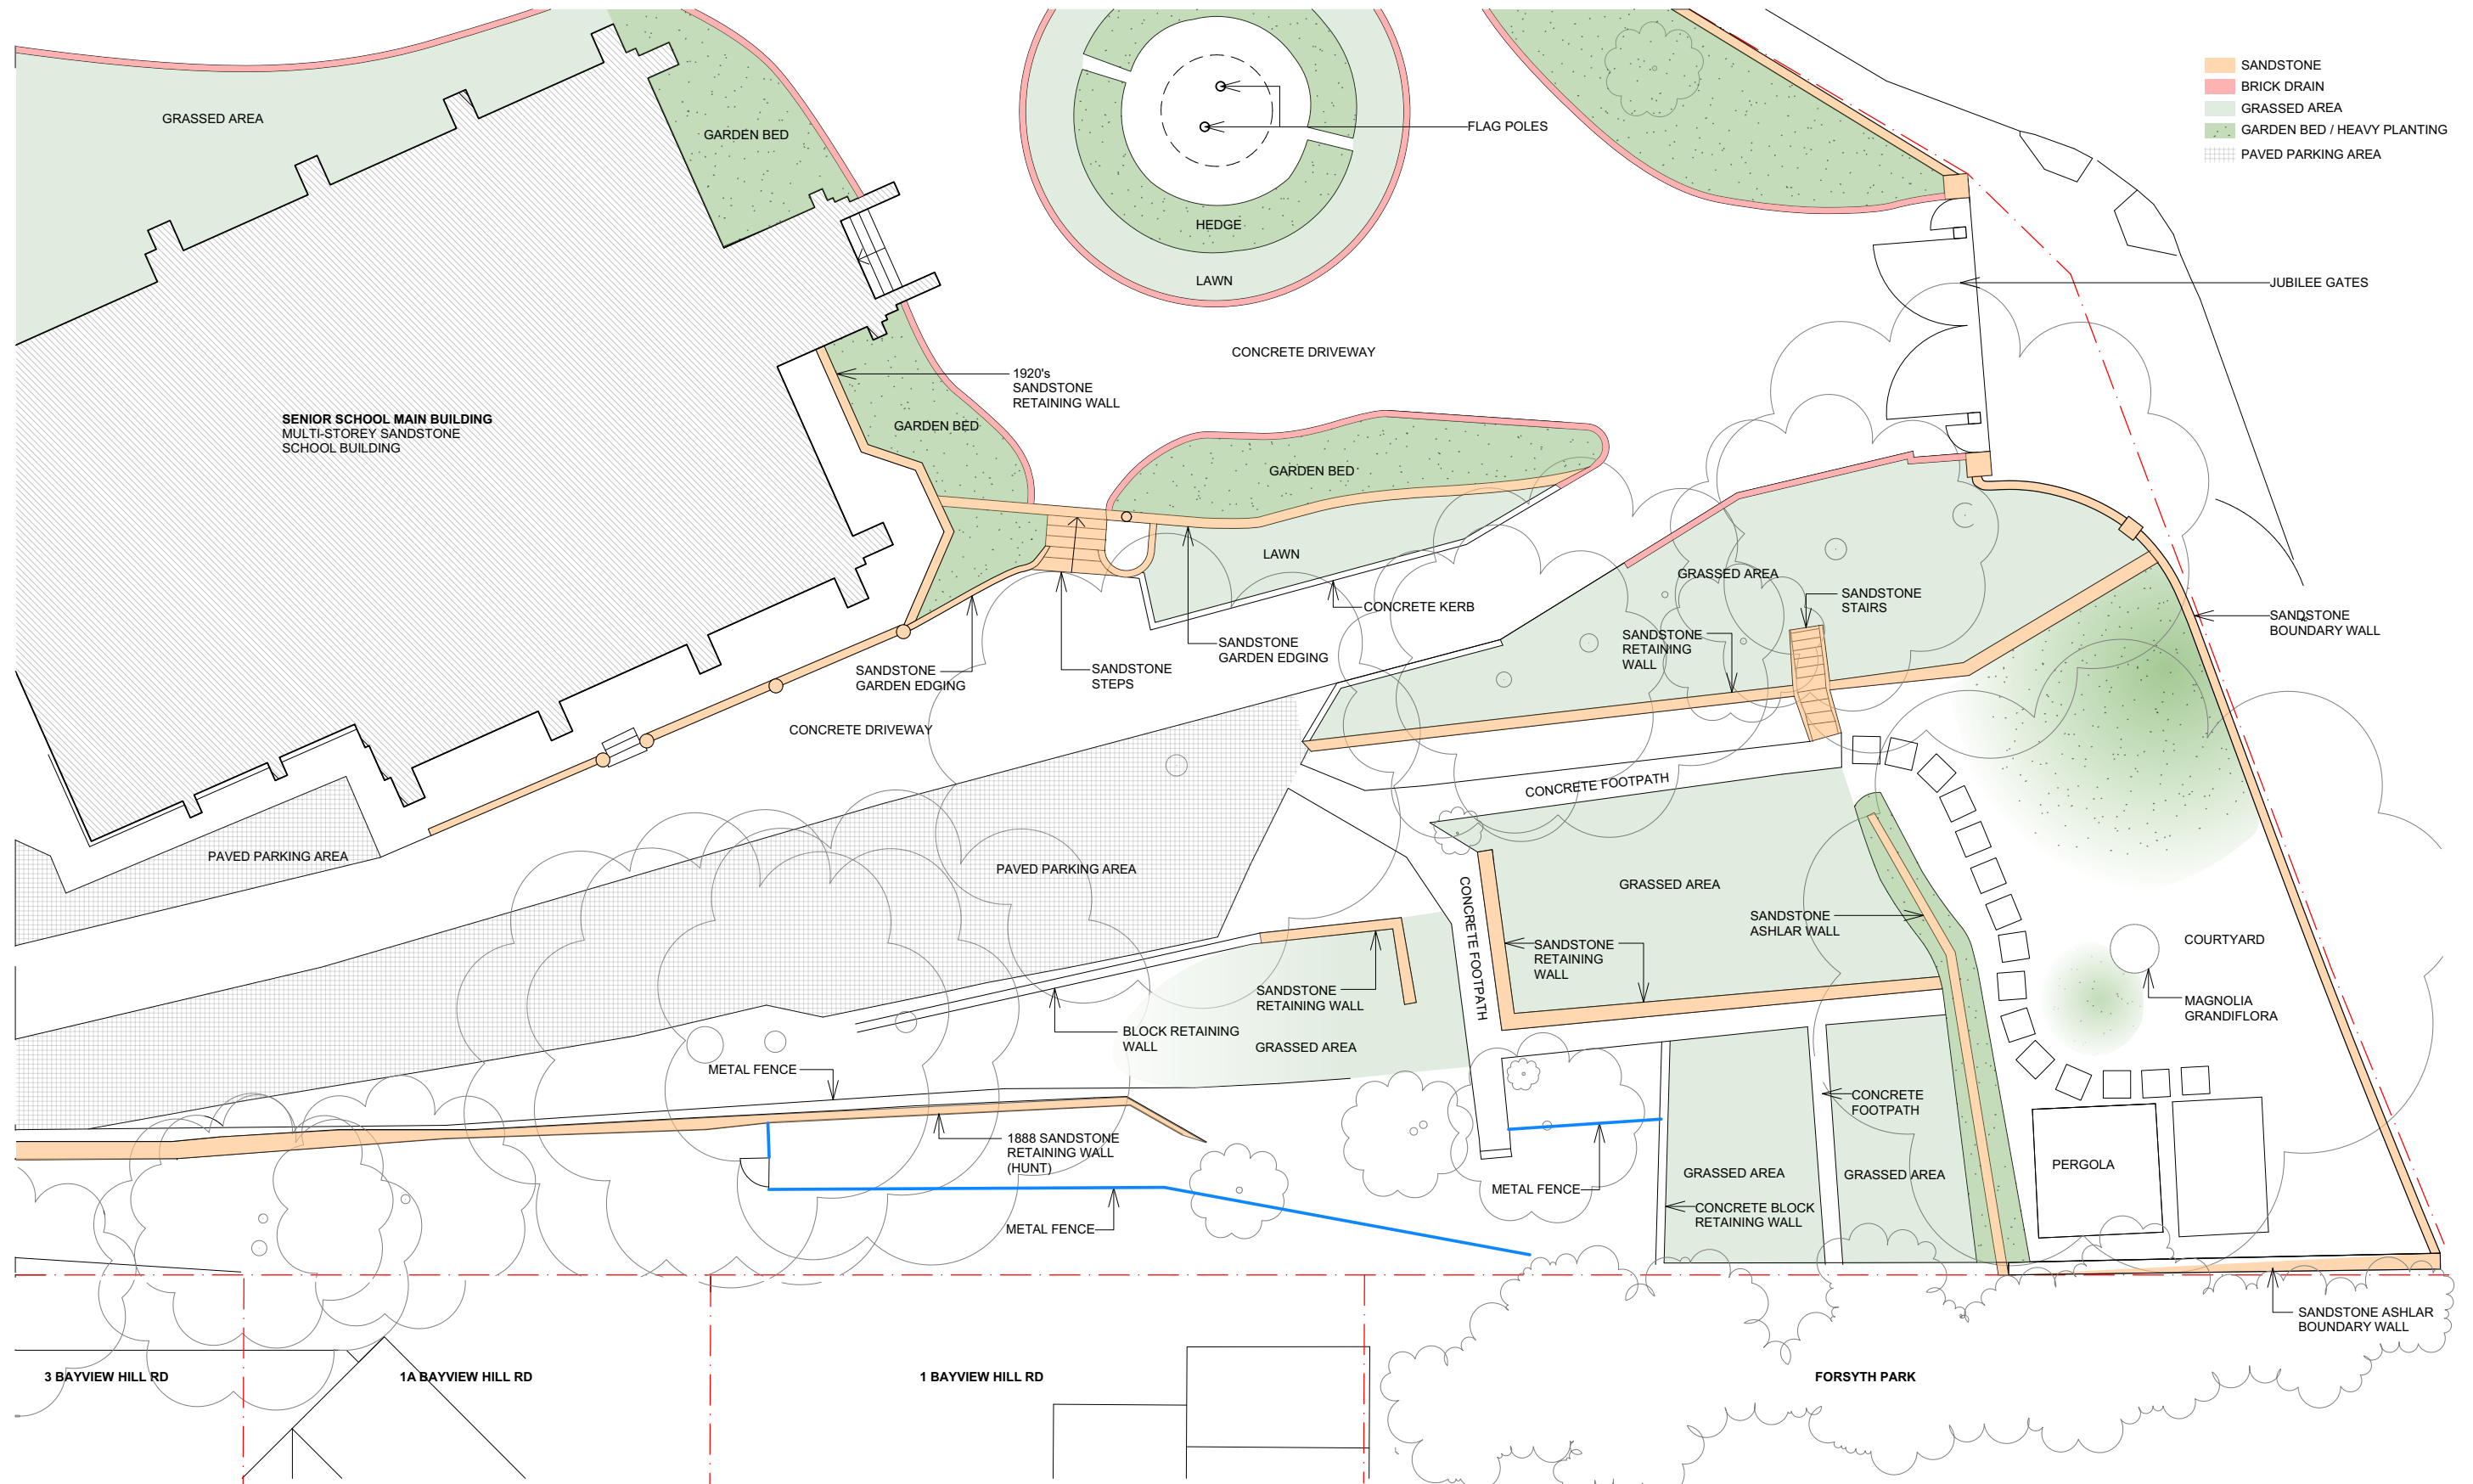 SANDSTONE
BRICK DRAIN
GRASSED AREA
GARDEN BED / HEAVY PLANTING
PAVED PARKING AREA
GRASSED AREA
GARDEN BED
FLAG POLES
HEDGE
LAWN
JUBILEE GATES
CONCRETE DRIVEWAY
1920's
SANDSTONE
RETAINING WALL
SENIOR SCHOOL MAIN BUILDING
MULTI-STOREY SANDSTONE
SCHOOL BUILDING
GARDEN BED
GARDEN BED
LAWN
GRASSED AREA
SANDSTONE
STAIRS
CONCRETE KERB
SANDSTONE
BOUNDARY WALL
SANDSTONE
RETAINING
WALL
SANDSTONE
GARDEN EDGING
SANDSTONE
STEPS
SANDSTONE
GARDEN EDGING
CONCRETE DRIVEWAY
CONCRETE FOOTPATH
PAVED PARKING AREA
PAVED PARKING AREA
GRASSED AREA
CONCRETE FOOTPATH
SANDSTONE
ASHLAR WALL
SANDSTONE
RETAINING
WALL
COURTYARD
SANDSTONE
RETAINING WALL
MAGNOLIA
GRANDIFLORA
BLOCK RETAINING
WALL
GRASSED AREA
METAL FENCE
CONCRETE
FOOTPATH
1888 SANDSTONE
RETAINING WALL
(HUNT)
PERGOLA
GRASSED AREA
GRASSED AREA
METAL FENCE
CONCRETE BLOCK
RETAINING WALL
METAL FENCE
SANDSTONE ASHLAR
BOUNDARY WALL
3 BAYVIEW HILL RD
1A BAYVIEW HILL RD
1 BAYVIEW HILL RD
FORSYTH PARK